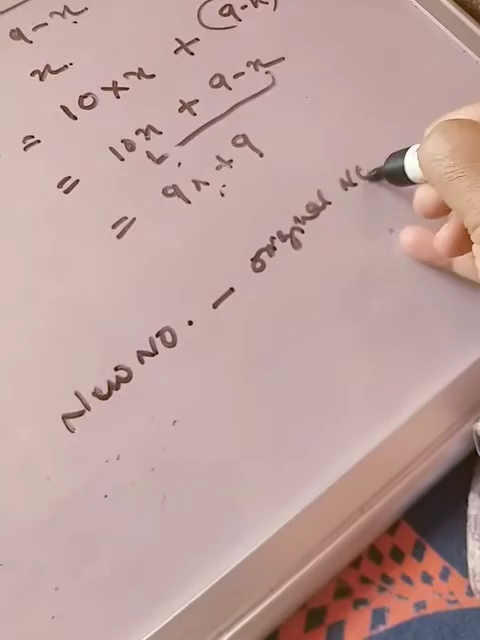 9-x
x.
= 10 × x + (9-x)
= 10x + 9-x
= 9x + 9
New NO. - original No